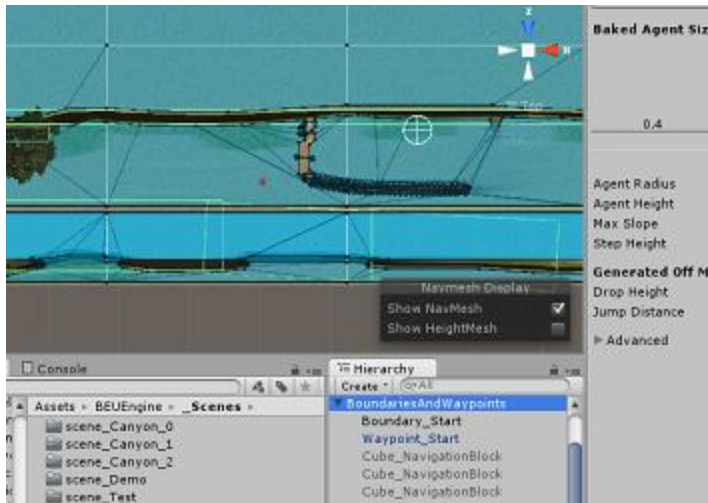 z
Top
Navmesh Display
Show NavMesh
Show HeightMesh
Baked Agent Siz
0.4
Agent Radius
Agent Height
Max Slope
Step Height
Generated Off M
Drop Height
Jump Distance
Advanced
Console
Assets ▸ BEUEngine ▸ _Scenes ▸
scene_Canyon_0
scene_Canyon_1
scene_Canyon_2
scene_Demo
scene_Test
Hierarchy
Create All
BoundariesAndWaypoints
Boundary_Start
Waypoint_Start
Cube_NavigationBlock
Cube_NavigationBlock
Cube_NavigationBlock